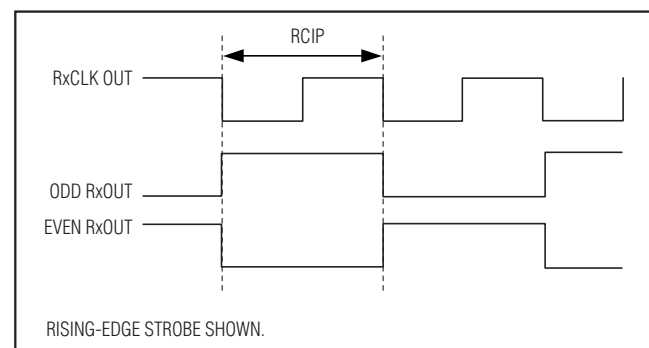 RCIP
RxCLK OUT
ODD RxOUT
EVEN RxOUT
RISING-EDGE STROBE SHOWN.